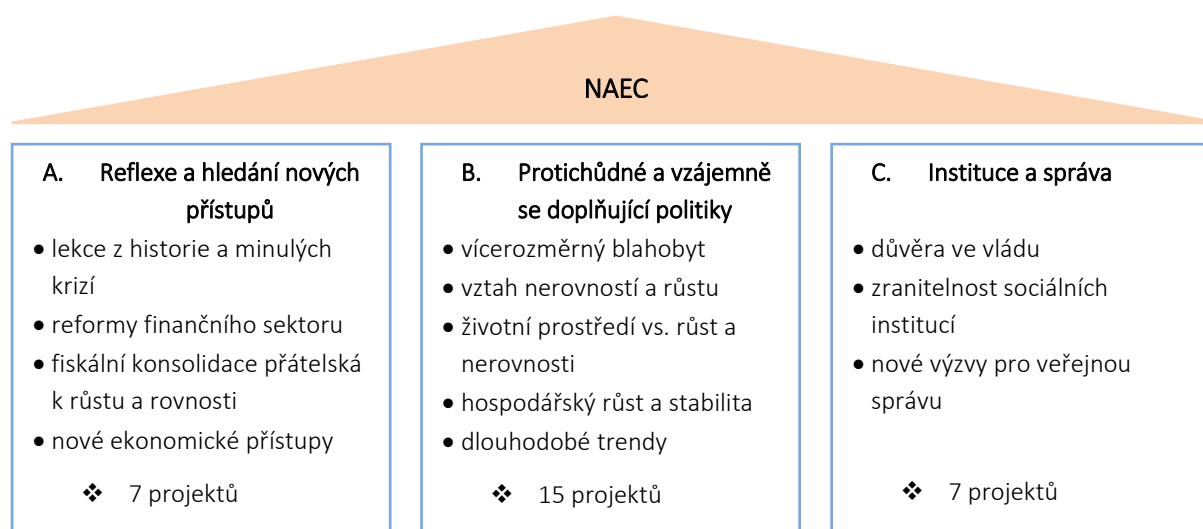 NAEC
A. Reflexe a hledání nových
přístupů
• lekce z historie a minulých
krizí
• reformy finančního sektoru
• fiskální konsolidace přátelská
k růstu a rovnosti
• nové ekonomické přístupy
❖ 7 projektů
B. Protichůdné a vzájemně
se doplňující politiky
• vícerozměrný blahobyt
• vztah nerovností a růstu
• životní prostředí vs. růst a
nerovnosti
• hospodářský růst a stabilita
• dlouhodobé trendy
❖ 15 projektů
C. Instituce a správa
• důvěra ve vládu
• zranitelnost sociálních
institucí
• nové výzvy pro veřejnou
správu
❖ 7 projektů